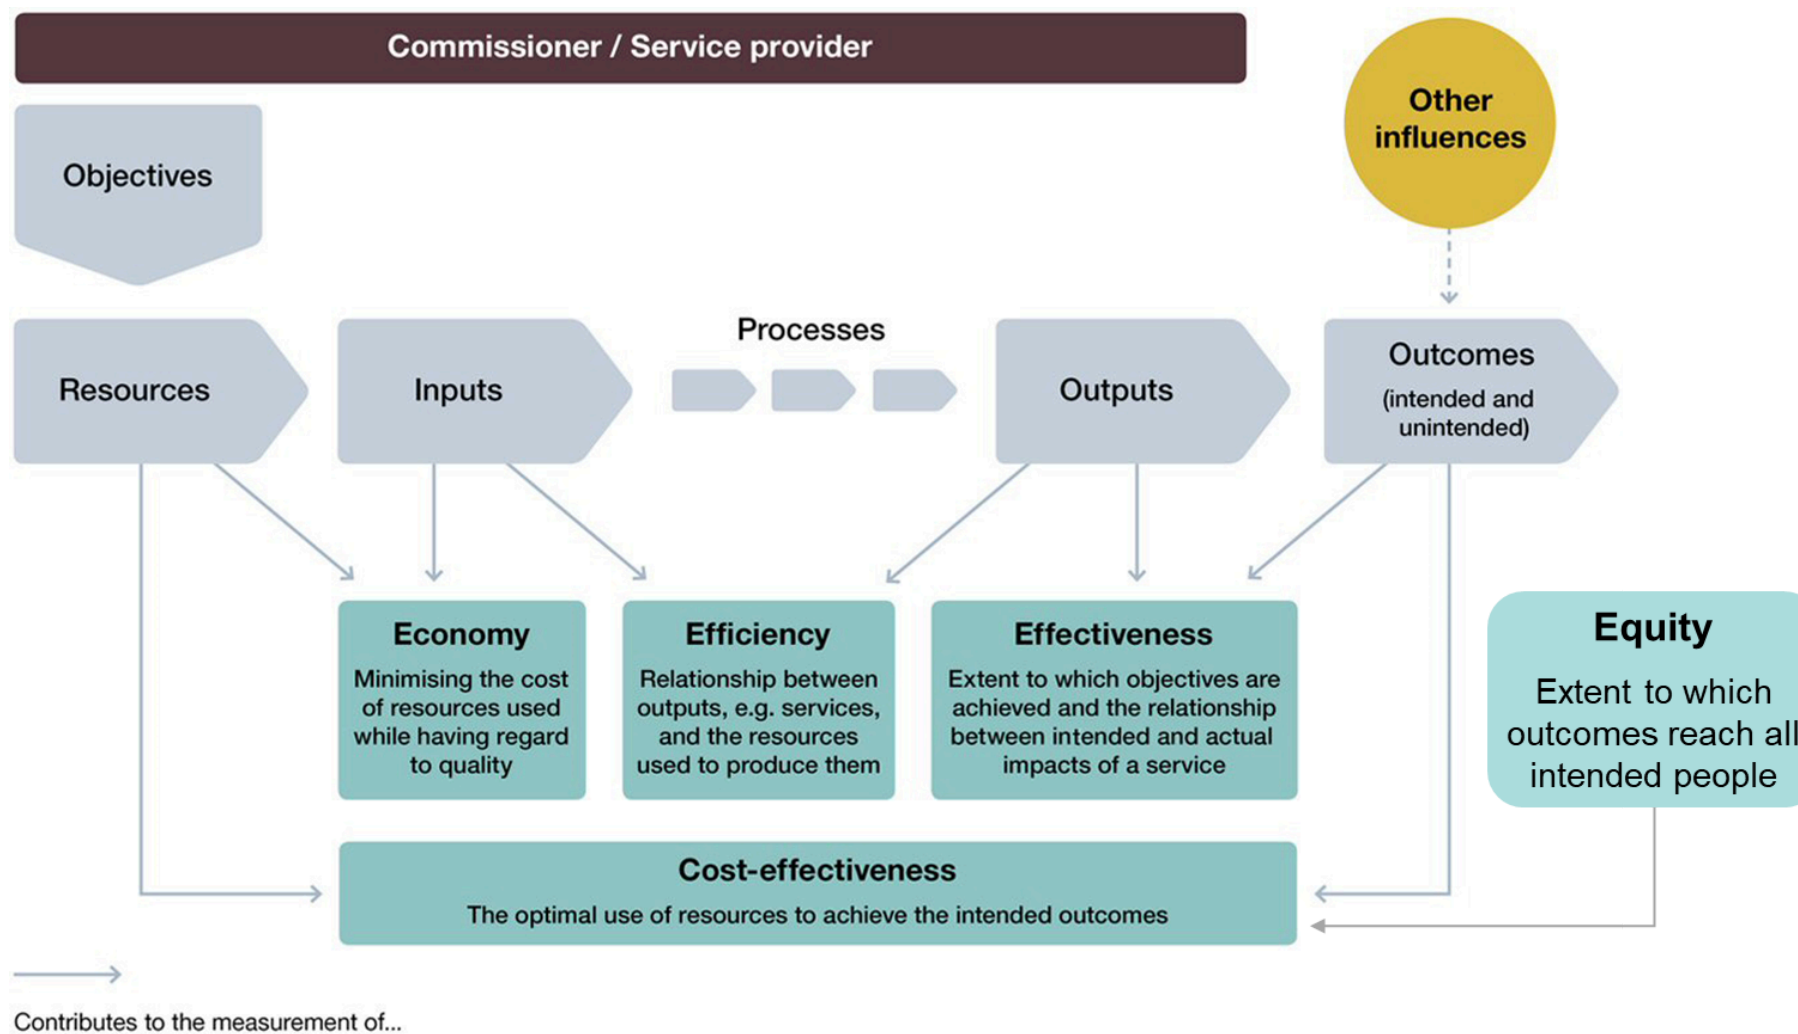 Commissioner / Service provider
Other
influences
Objectives
Resources
Inputs
Processes
Outputs
Outcomes
(intended and
unintended)
Economy
Minimising the cost
of resources used
while having regard
to quality
Efficiency
Relationship between
outputs, e.g. services,
and the resources
used to produce them
Effectiveness
Extent to which objectives are
achieved and the relationship
between intended and actual
impacts of a service
Equity
Extent to which
outcomes reach all
intended people
Cost-effectiveness
The optimal use of resources to achieve the intended outcomes
Contributes to the measurement of...